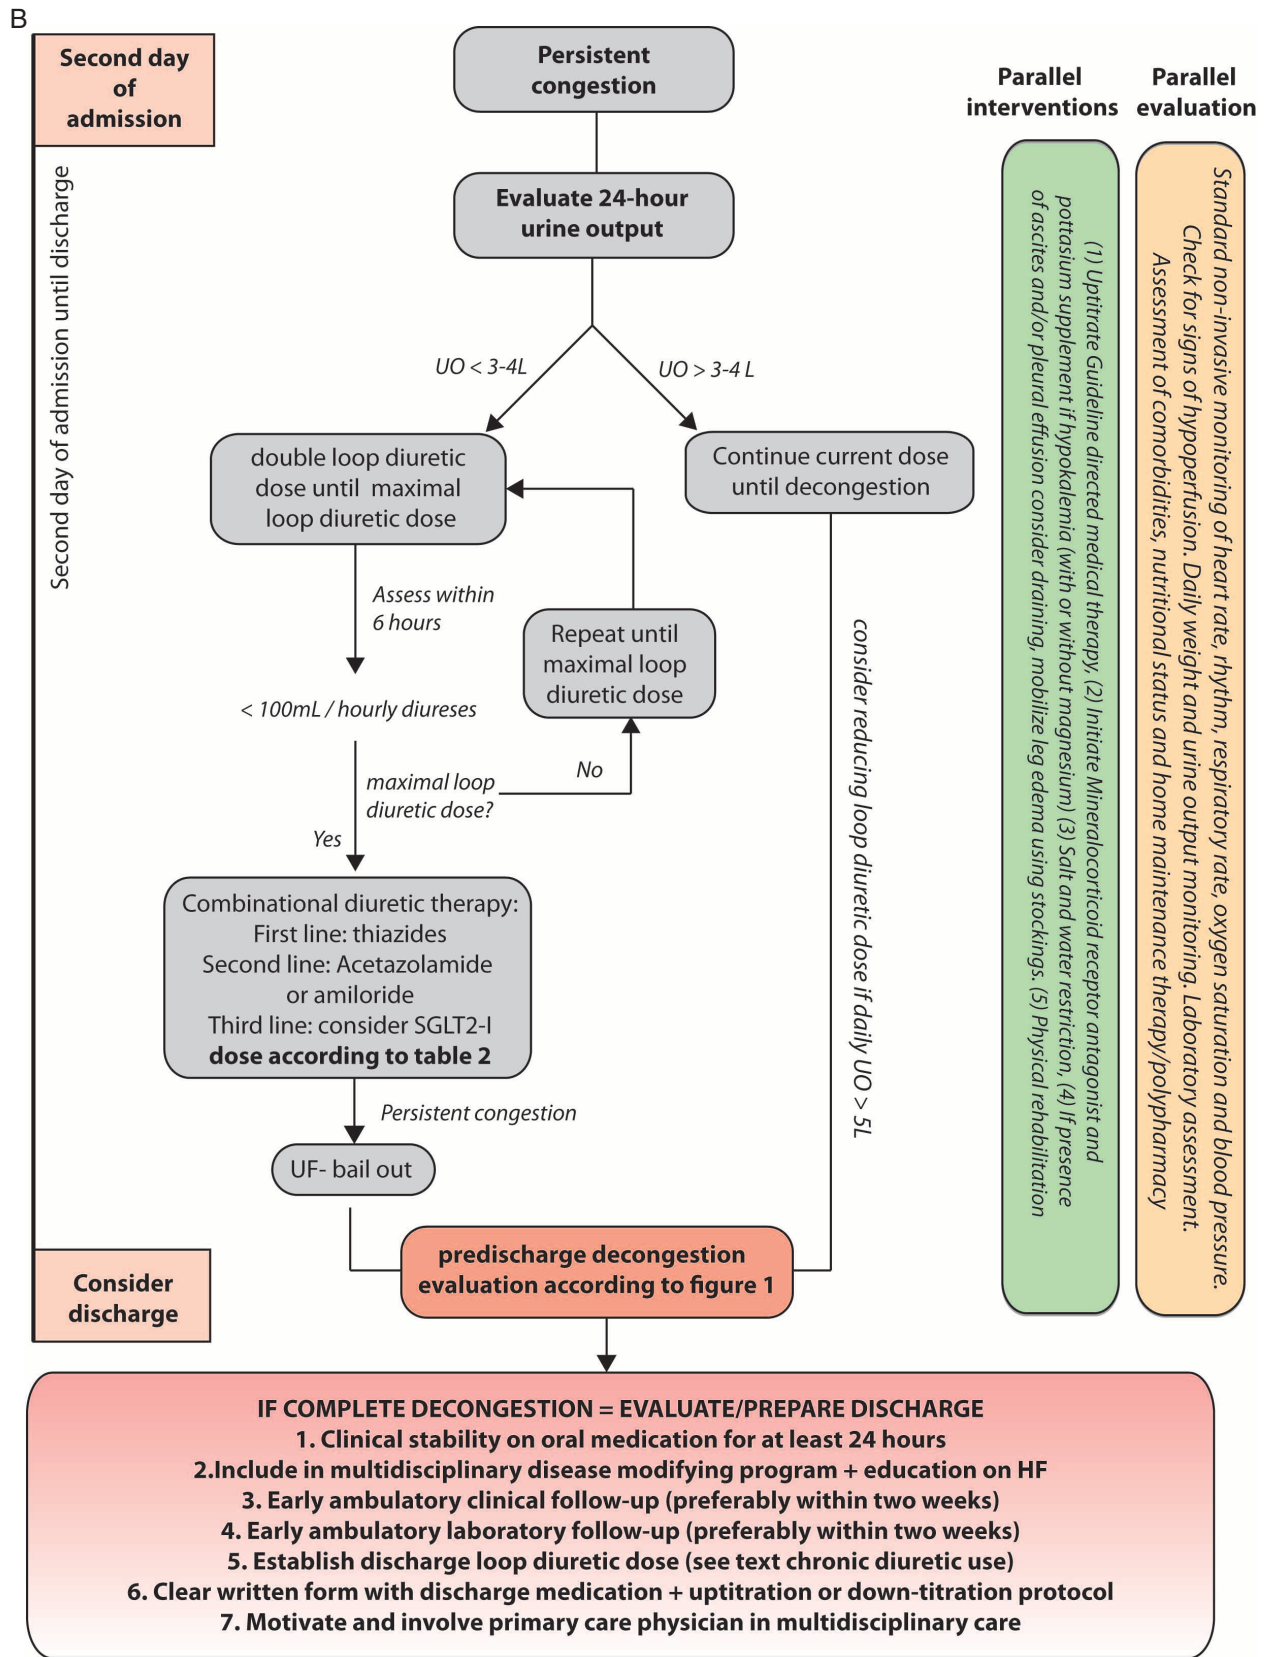 B
Second day
of
admission
Second day of admission until discharge
Persistent
congestion
Evaluate 24-hour
urine output
UO < 3-4L
UO > 3-4 L
double loop diuretic
dose until maximal
loop diuretic dose
Continue current dose
until decongestion
Assess within
6 hours
< 100mL / hourly diureses
Repeat until
maximal loop
diuretic dose
maximal loop
diuretic dose?
No
Yes
consider reducing loop diuretic dose if daily UO > 5L
Combinational diuretic therapy:
First line: thiazides
Second line: Acetazolamide
or amiloride
Third line: consider SGLT2-I
dose according to table 2
Persistent congestion
UF- bail out
Consider
discharge
predischarge decongestion
evaluation according to figure 1
Parallel
interventions
(1) Uptitrate Guideline directed medical therapy, (2) Initiate Mineralocorticoid receptor antagonist and
pottasium supplement if hypokalemia (with or without magnesium) (3) Salt and water restriction, (4) If presence
of ascites and/or pleural effusion consider draining, mobilize leg edema using stockings. (5) Physical rehabilitation
Parallel
evaluation
Standard non-invasive monitoring of heart rate, rhythm, respiratory rate, oxygen saturation and blood pressure.
Check for signs of hypoperfusion. Daily weight and urine output monitoring. Laboratory assessment.
Assessment of comorbidities, nutritional status and home maintenance therapy/polypharmacy
IF COMPLETE DECONGESTION = EVALUATE/PREPARE DISCHARGE
1. Clinical stability on oral medication for at least 24 hours
2.Include in multidisciplinary disease modifying program + education on HF
3. Early ambulatory clinical follow-up (preferably within two weeks)
4. Early ambulatory laboratory follow-up (preferably within two weeks)
5. Establish discharge loop diuretic dose (see text chronic diuretic use)
6. Clear written form with discharge medication + uptitration or down-titration protocol
7. Motivate and involve primary care physician in multidisciplinary care